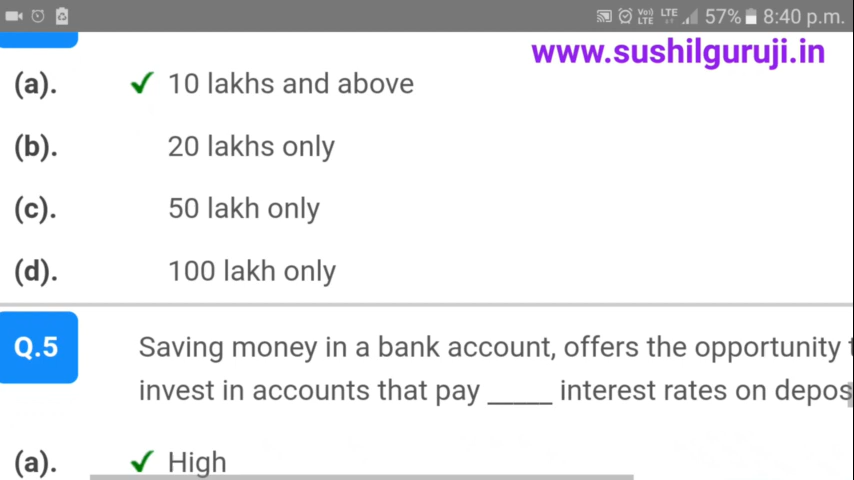 57% 8:40 p.m.
www.sushilguruji.in
(a). 10 lakhs and above
(b). 20 lakhs only
(c). 50 lakh only
(d). 100 lakh only
Q.5 Saving money in a bank account, offers the opportunity
invest in accounts that pay _____ interest rates on depos
(a). High